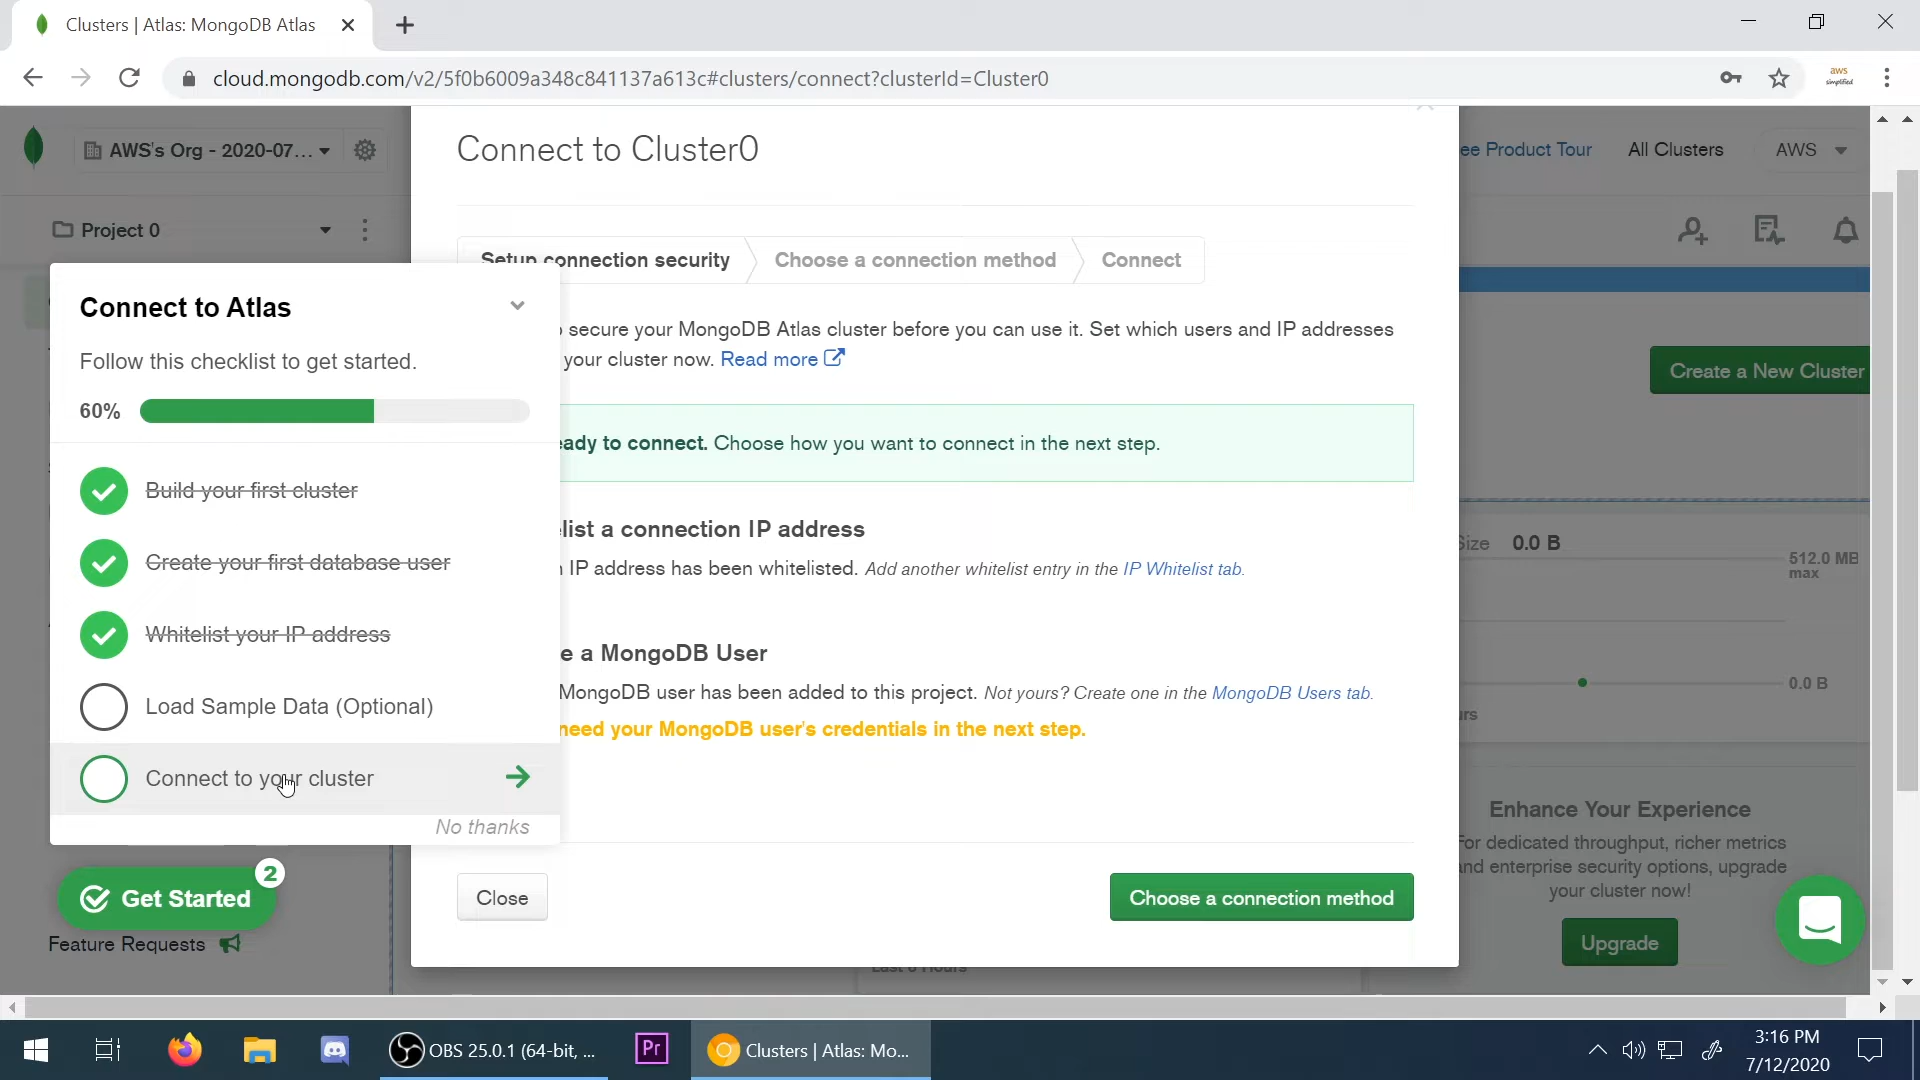 Clusters | Atlas: MongoDB Atlas
cloud.mongodb.com/v2/5f0b6009a348c841137a613c#clusters/connect?clusterId=Cluster0
aws
simplified
AWS's Org - 2020-07...
Connect to Cluster0
ee Product Tour
All Clusters
AWS
Project 0
Setup connection security
Choose a connection method
Connect
Connect to Atlas
Follow this checklist to get started.
60%
Build your first cluster
Create your first database user
Whitelist your IP address
Load Sample Data (Optional)
Connect to your cluster
No thanks
secure your MongoDB Atlas cluster before you can use it. Set which users and IP addresses
your cluster now. Read more
ady to connect. Choose how you want to connect in the next step.
list a connection IP address
IP address has been whitelisted. Add another whitelist entry in the IP Whitelist tab.
e a MongoDB User
MongoDB user has been added to this project. Not yours? Create one in the MongoDB Users tab.
need your MongoDB user's credentials in the next step.
Close
Choose a connection method
Create a New Cluster
Size 0.0 B
512.0 MB
max
0.0 B
urs
Enhance Your Experience
For dedicated throughput, richer metrics
and enterprise security options, upgrade
your cluster now!
Upgrade
2
Get Started
Feature Requests
OBS 25.0.1 (64-bit, ...
Pr
Clusters | Atlas: Mo...
3:16 PM
7/12/2020